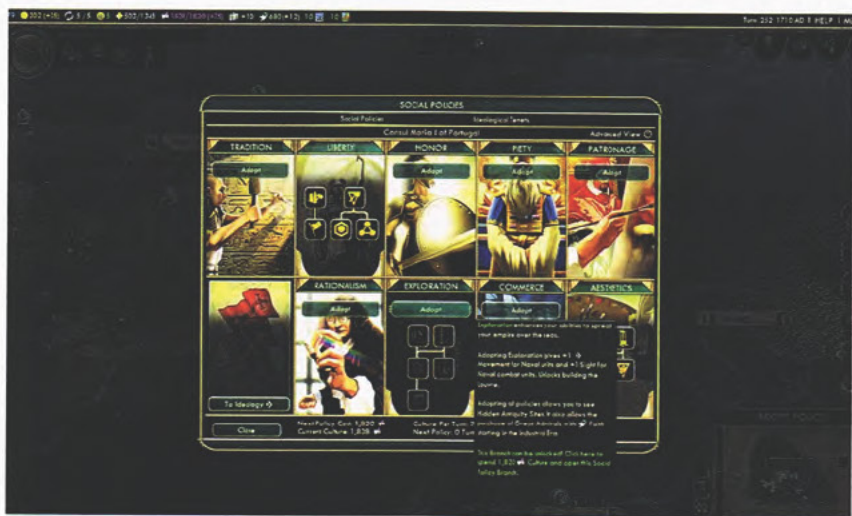 Turn 252 1710 AD HELP
SOCIAL POLICIES
Social Policies Ideological Tenets
Consul Maria I of Portugal Advanced View
TRADITION LIBERTY HONOR PIETY PATRONAGE
Adopt Adopt Adopt Adopt
RATIONALISM EXPLORATION COMMERCE AESTHETICS
Adopt Adopt Adopt
Exploration enhances your abilities to spread
your empire over the seas.
Adopting Exploration gives +1
Movement for Naval units and +1 Sight for
Naval combat units. Unlocks building the
Louvre.
Adopting all policies allows you to see
Hidden Antiquity Sites. It also allows the
purchase of Great Admirals with Faith
starting in the Industrial Era.
This Branch can be unlocked! Click here to
spend 1,820 Culture and open this Social
Policy Branch.
To Ideology
Close
Next Policy Cost: 1,820 Culture Per Turn:
Current Culture: 1,838 Next Policy: 0 Turn